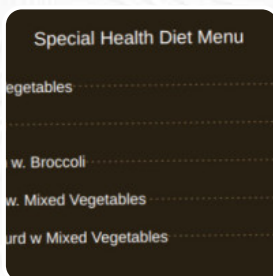 Special Health Diet Menu
egetables
w. Broccoli
w. Mixed Vegetables
urd w Mixed Vegetables